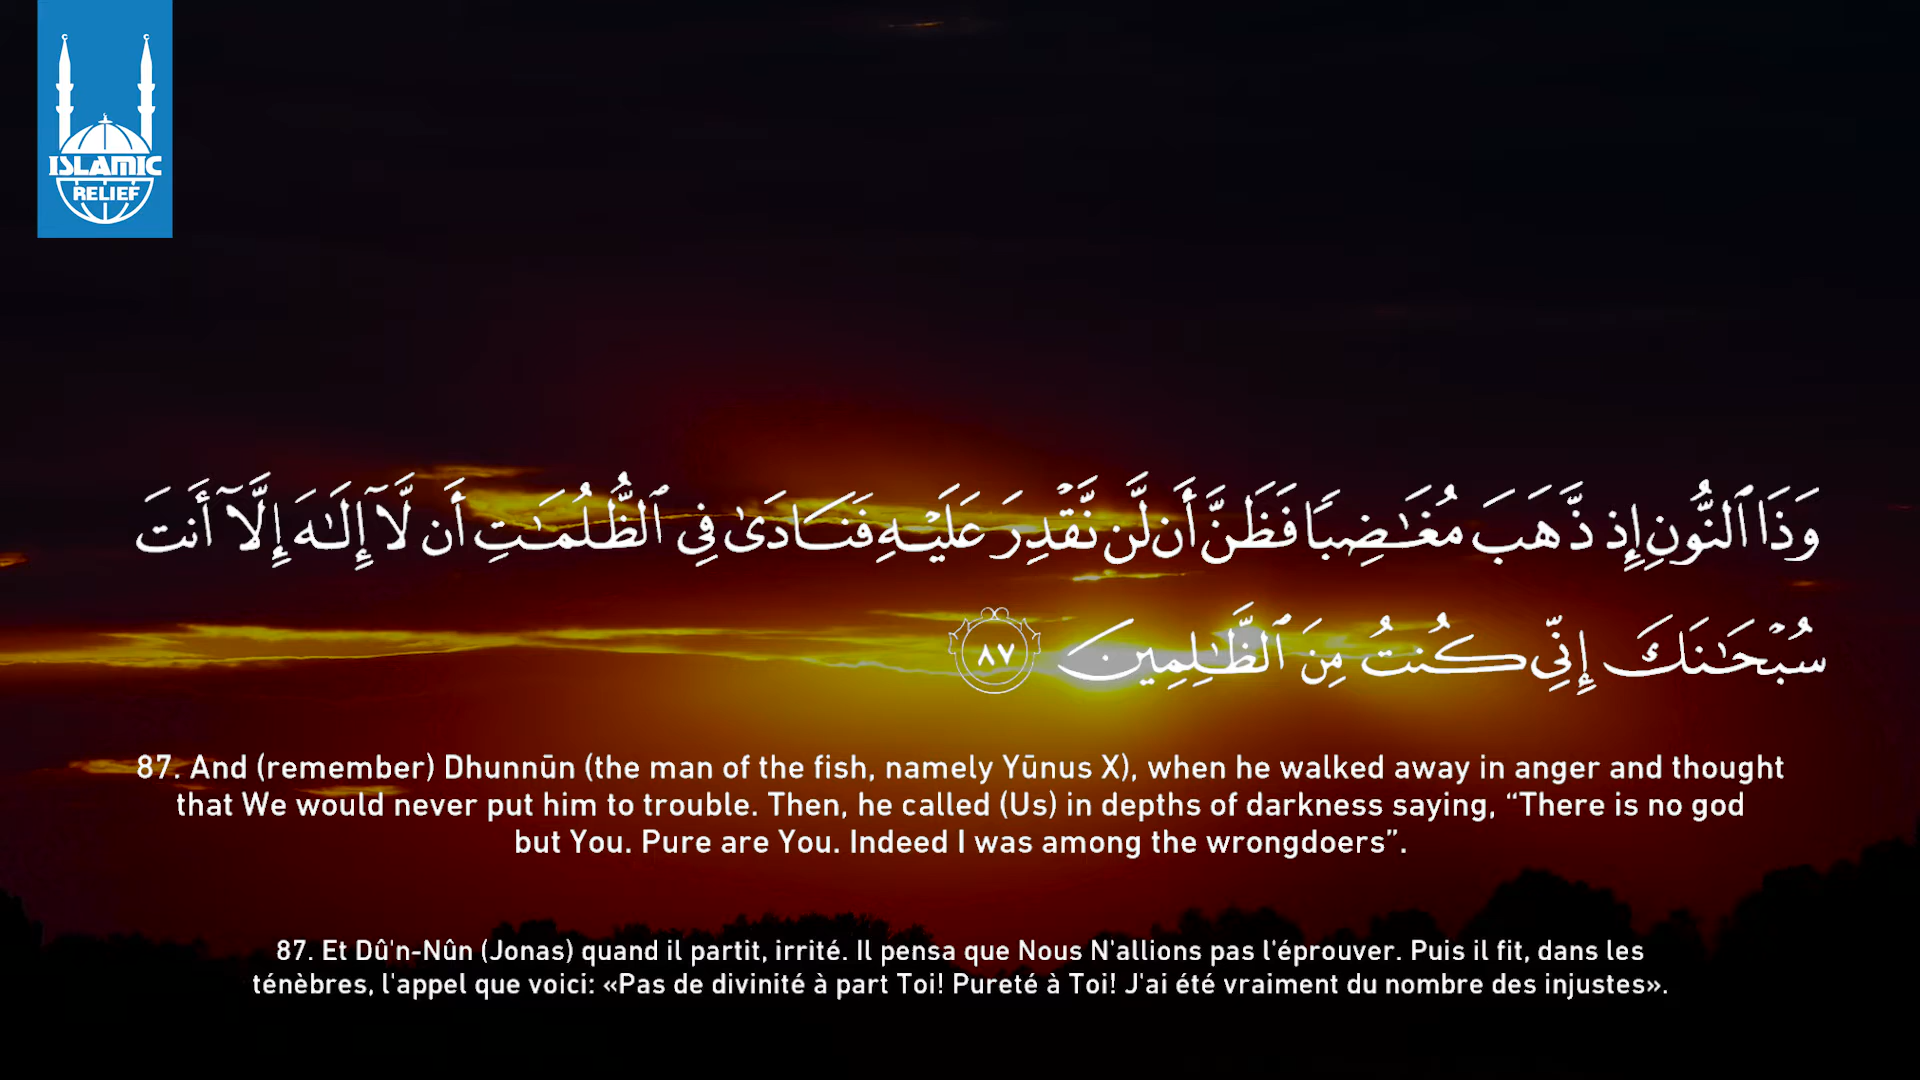 ISLAMIC
RELIEF
وَذَا ٱلنُّونِ إِذ ذَّهَبَ مُغَـٰضِبًا فَظَنَّ أَن لَّن نَّقْدِرَ عَلَيْهِ فَنَادَىٰ فِى ٱلظُّلُمَـٰتِ أَن لَّآ إِلَـٰهَ إِلَّآ أَنتَ
سُبْحَـٰنَكَ إِنِّى كُنتُ مِنَ ٱلظَّـٰلِمِينَ ٨٧
87. And (remember) Dhunnūn (the man of the fish, namely Yūnus X), when he walked away in anger and thought
that We would never put him to trouble. Then, he called (Us) in depths of darkness saying, “There is no god
but You. Pure are You. Indeed I was among the wrongdoers”.
87. Et Dû'n-Nûn (Jonas) quand il partit, irrité. Il pensa que Nous N'allions pas l'éprouver. Puis il fit, dans les
ténèbres, l'appel que voici: «Pas de divinité à part Toi! Pureté à Toi! J'ai été vraiment du nombre des injustes».